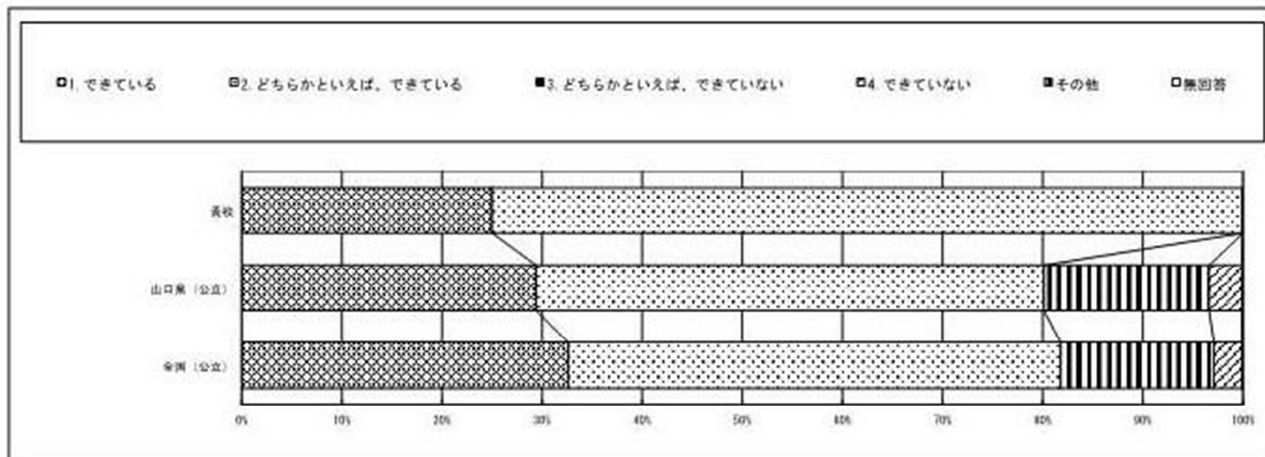 1. できている 2. どちらかといえば、できている 3. どちらかといえば、できていない 4. できていない その他 無回答
貴校
山口県（公立）
全国（公立）
0% 10% 20% 30% 40% 50% 60% 70% 80% 90% 100%